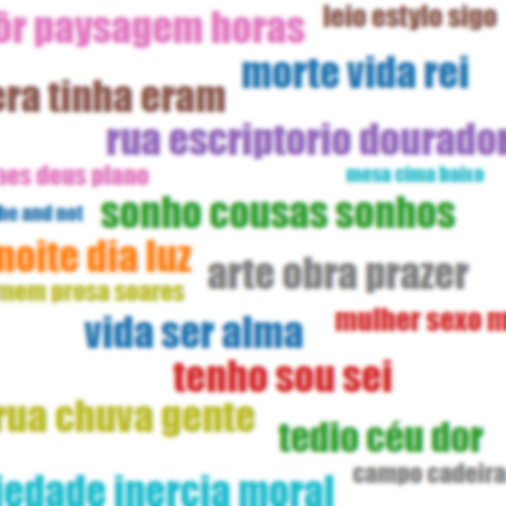 ôr paysagem horas
leio estylo sigo
morte vida rei
era tinha eram
rua escriptorio dourador
nes deus plano
mesa cima baixo
he and not
sonho cousas sonhos
noite dia luz
arte obra prazer
mem prosa soares
mulher sexo m
vida ser alma
tenho sou sei
rua chuva gente
tedio céu dor
campo cadeira
iedade inercia moral